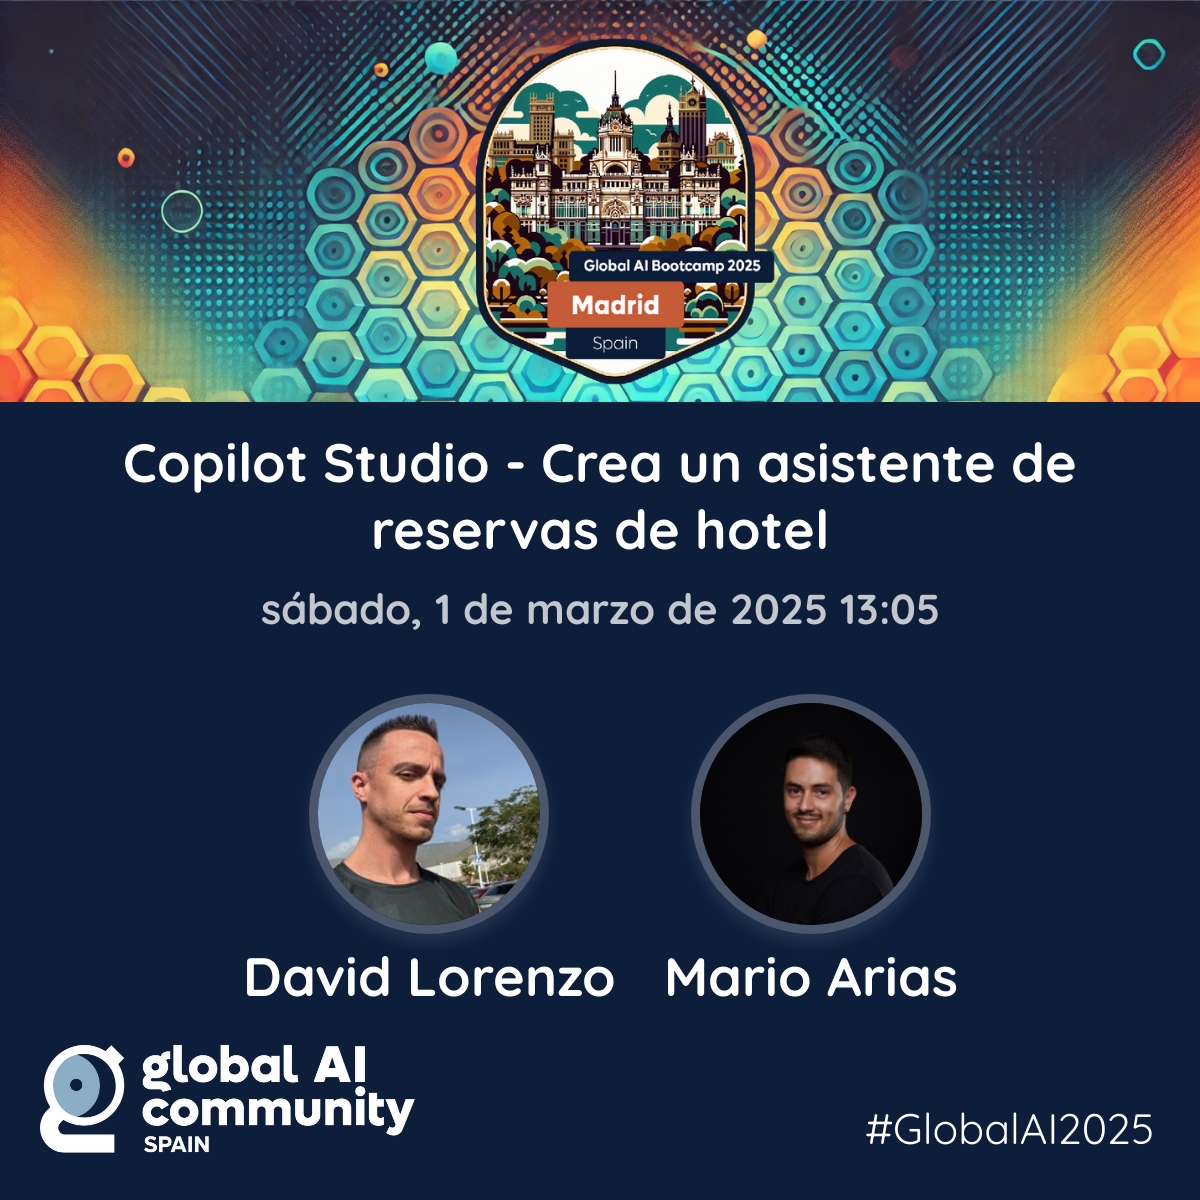 Global AI Bootcamp 2025
Madrid
Spain
Copilot Studio - Crea un asistente de
reservas de hotel
sábado, 1 de marzo de 2025 13:05
David Lorenzo
Mario Arias
global AI
community
SPAIN
#GlobalAI2025